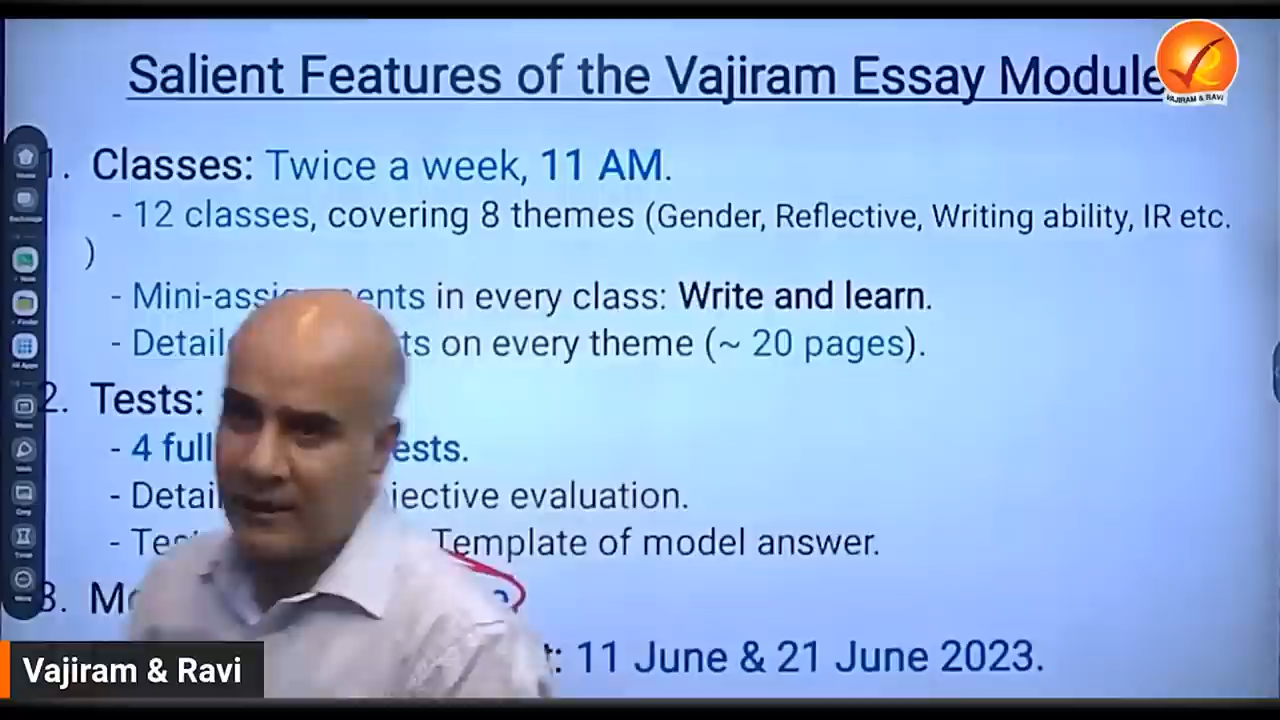 Salient Features of the Vajiram Essay Module
VAJIRAM & RAVI
1. Classes: Twice a week, 11 AM.
- 12 classes, covering 8 themes (Gender, Reflective, Writing ability, IR etc.
)
- Mini-assi ents in every class: Write and learn.
- Detail ts on every theme (~ 20 pages).
2. Tests:
- 4 full ests.
- Detai jective evaluation.
- Tes Template of model answer.
3. M
: 11 June & 21 June 2023.
Vajiram & Ravi